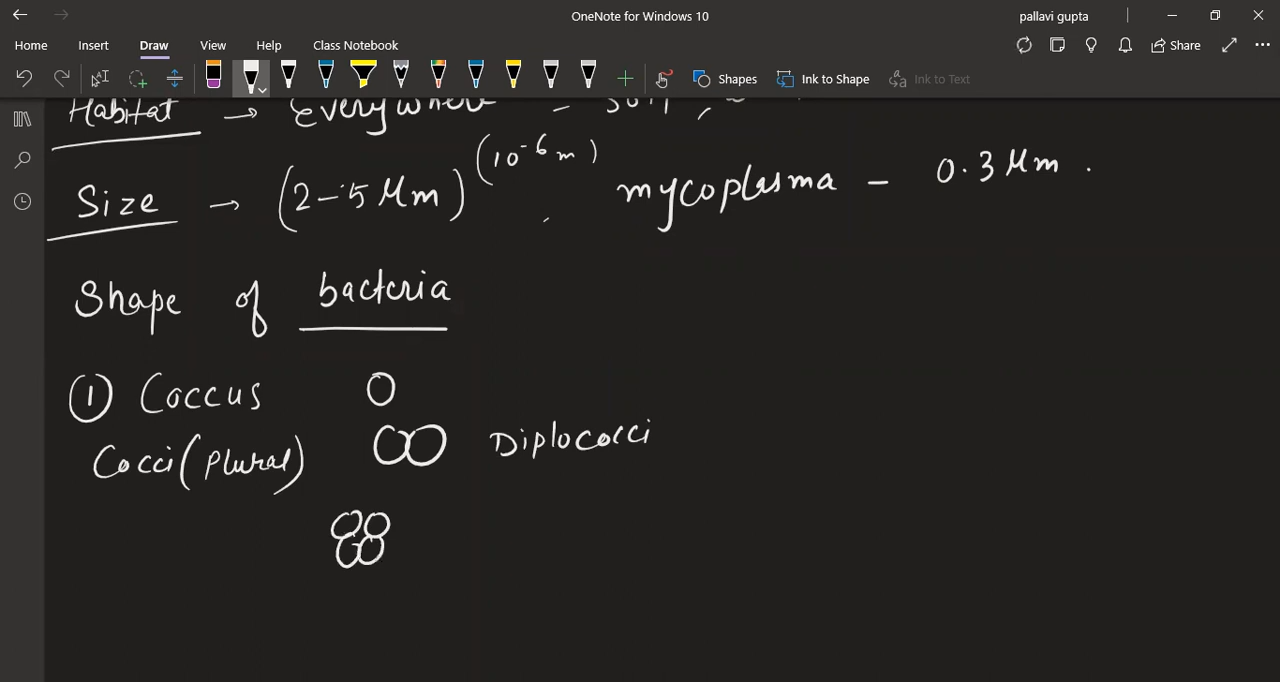 OneNote for Windows 10
pallavi gupta
Home Insert Draw View Help Class Notebook
Share
Shapes Ink to Shape Ink to Text
Habitat → Everywhere - soil,
Size → (2-5 μm) (10-6 m) mycoplasma - 0.3 μm.
Shape of bacteria
① Coccus
Cocci (plural) Diplococci